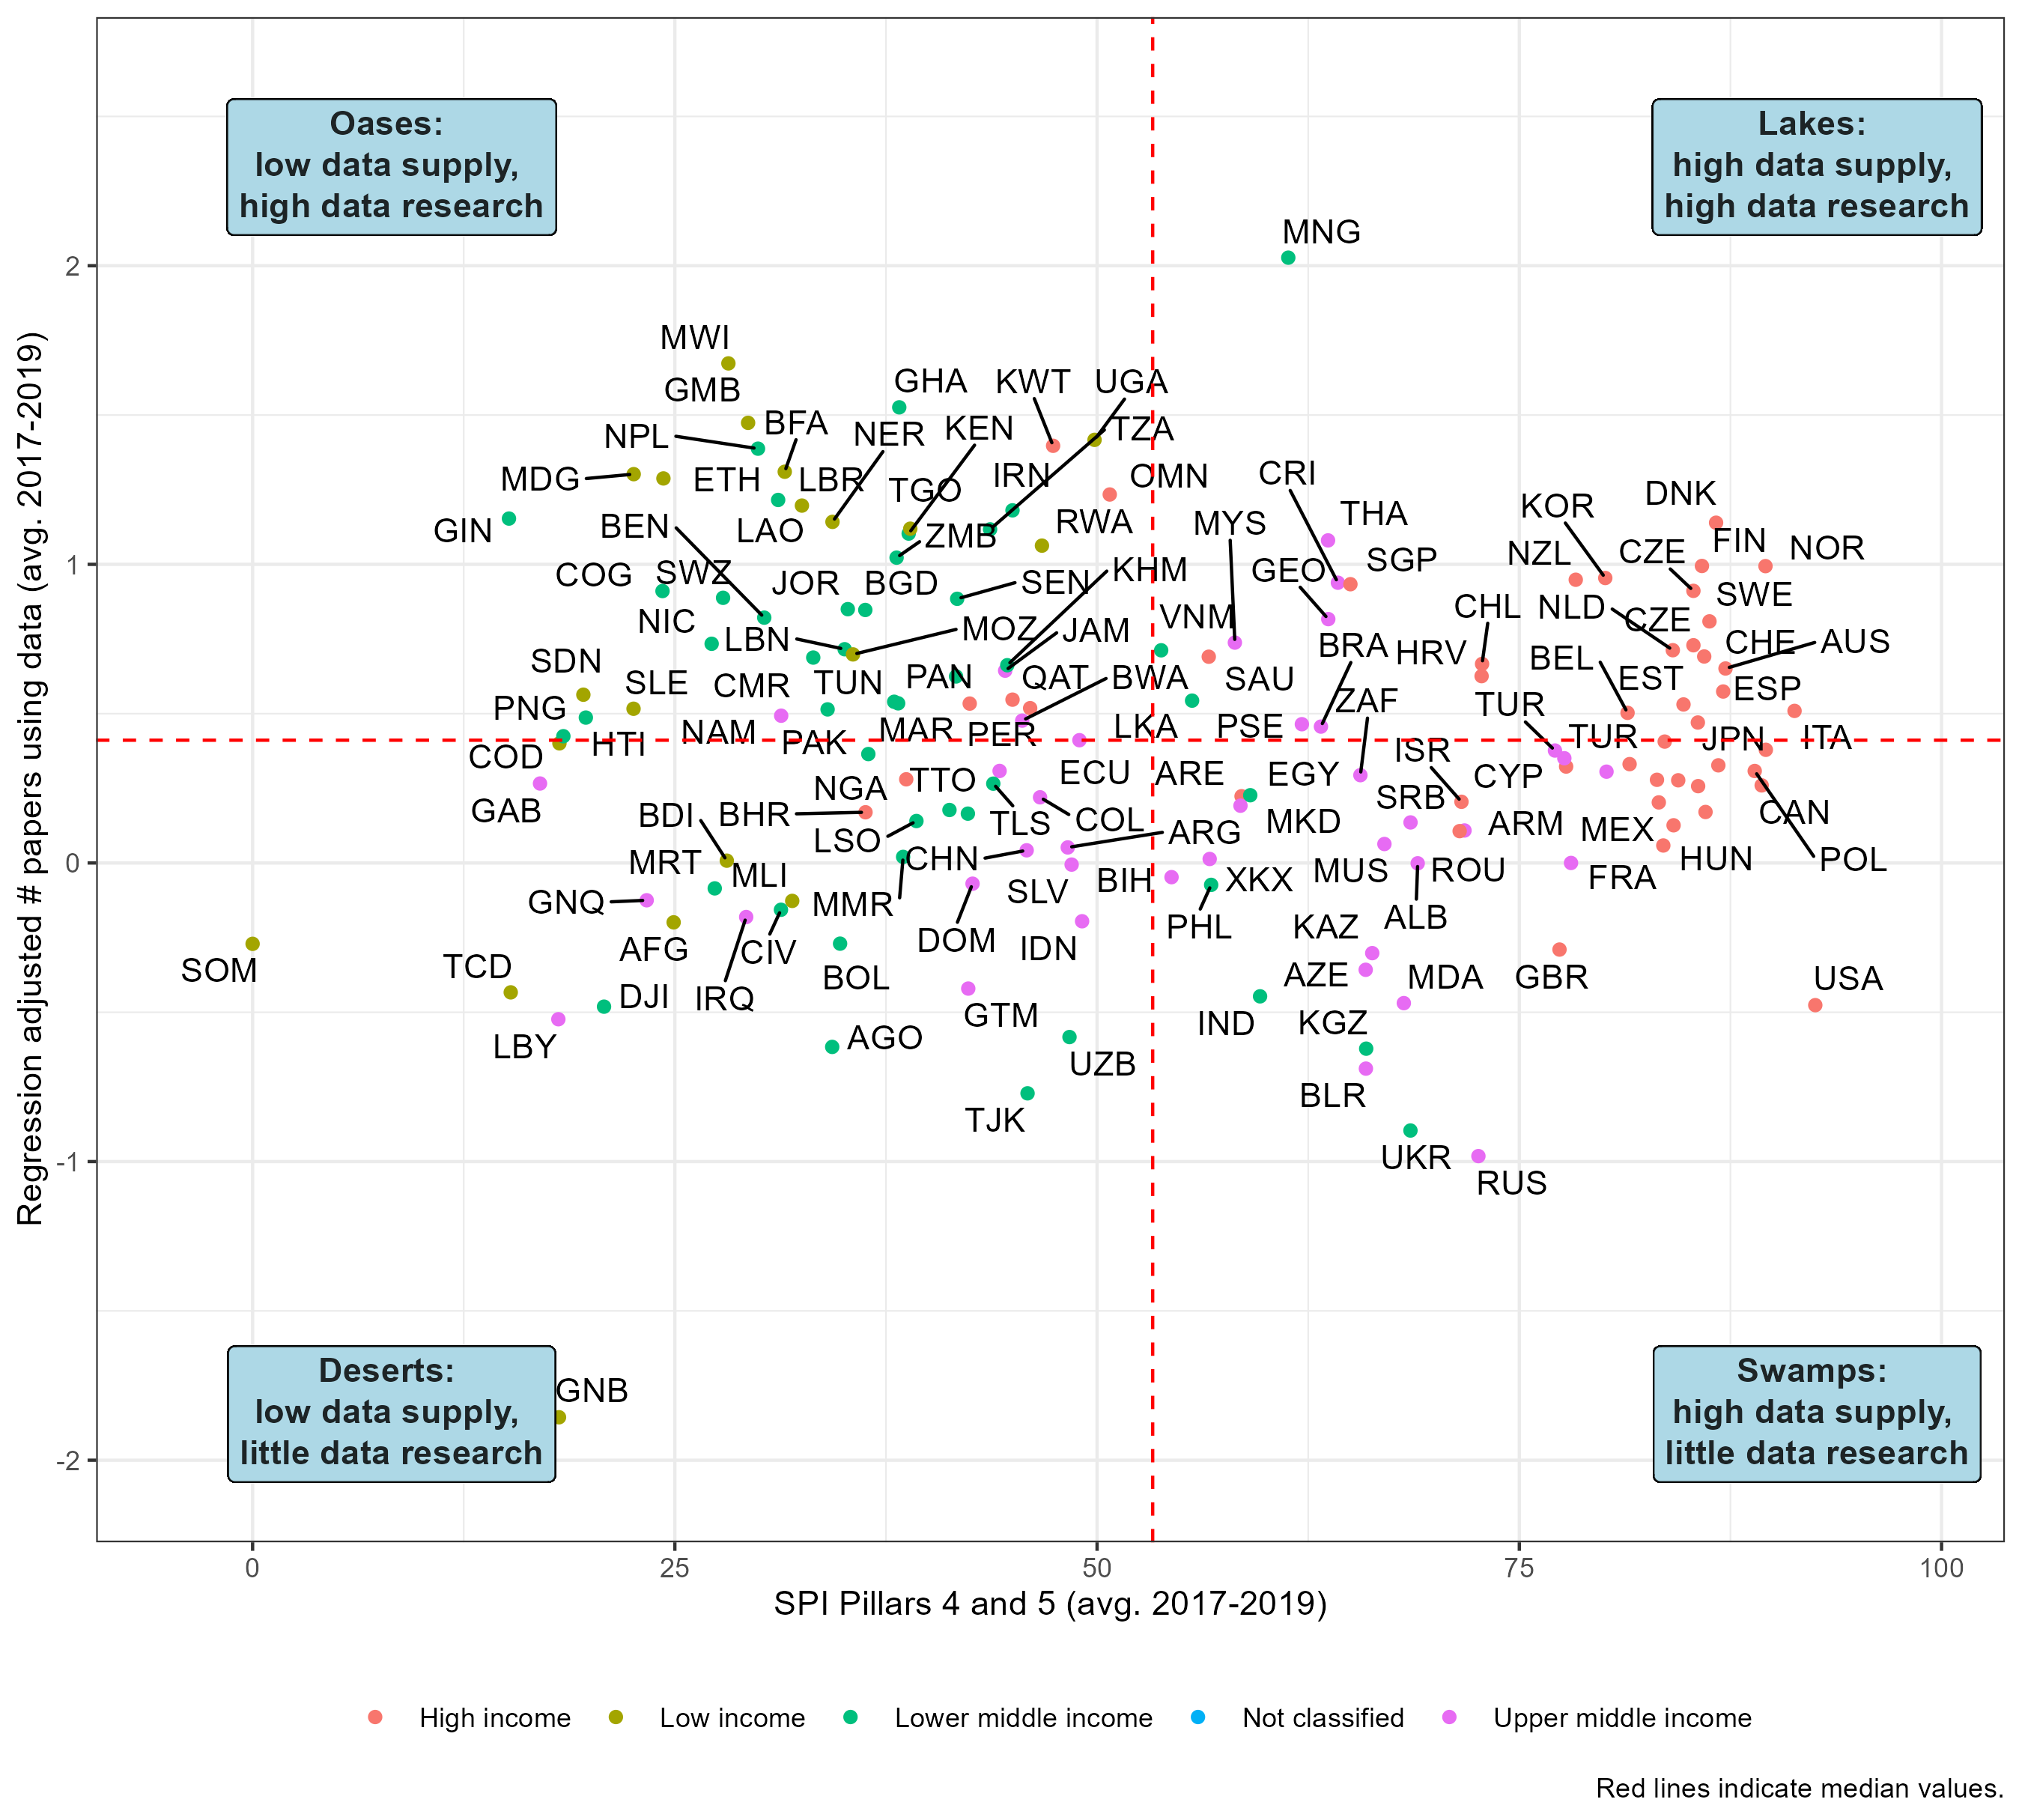 Oases:
low data supply,
high data research
Lakes:
high data supply,
high data research
MNG
2
MWI
GMB
GHA
KWT
UGA
NPL
BFA
NER
KEN
TZA
MDG
ETH
LBR
TGO
IRN
OMN
CRI
KOR
DNK
GIN
BEN
LAO
ZMB
RWA
MYS
THA
NZL
CZE
FIN
NOR
1
COG
SWZ
JOR
BGD
SEN
KHM
GEO
SGP
CHL
NLD
CZE
SWE
NIC
LBN
MOZ
JAM
VNM
BRA
HRV
BEL
CHE
AUS
SDN
SLE
CMR
TUN
PAN
QAT
BWA
SAU
ZAF
TUR
EST
ESP
PNG
HTI
NAM
PAK
MAR
PER
LKA
PSE
ISR
TUR
JPN
ITA
COD
GAB
NGA
TTO
ECU
ARE
EGY
SRB
CYP
CAN
BDI
BHR
LSO
TLS
COL
ARG
MKD
ARM
MEX
HUN
POL
MRT
MLI
CHN
0
GNQ
MMR
SLV
BIH
XKX
MUS
ROU
FRA
SOM
TCD
AFG
CIV
DOM
IDN
PHL
KAZ
ALB
LBY
DJI
IRQ
BOL
GTM
AZE
MDA
GBR
USA
AGO
UZB
IND
KGZ
TJK
BLR
-1
UKR
RUS
Deserts:
low data supply,
little data research
GNB
Swamps:
high data supply,
little data research
-2
0
25
50
75
100
Regression adjusted # papers using data (avg. 2017-2019)
SPI Pillars 4 and 5 (avg. 2017-2019)
High income
Low income
Lower middle income
Not classified
Upper middle income
Red lines indicate median values.